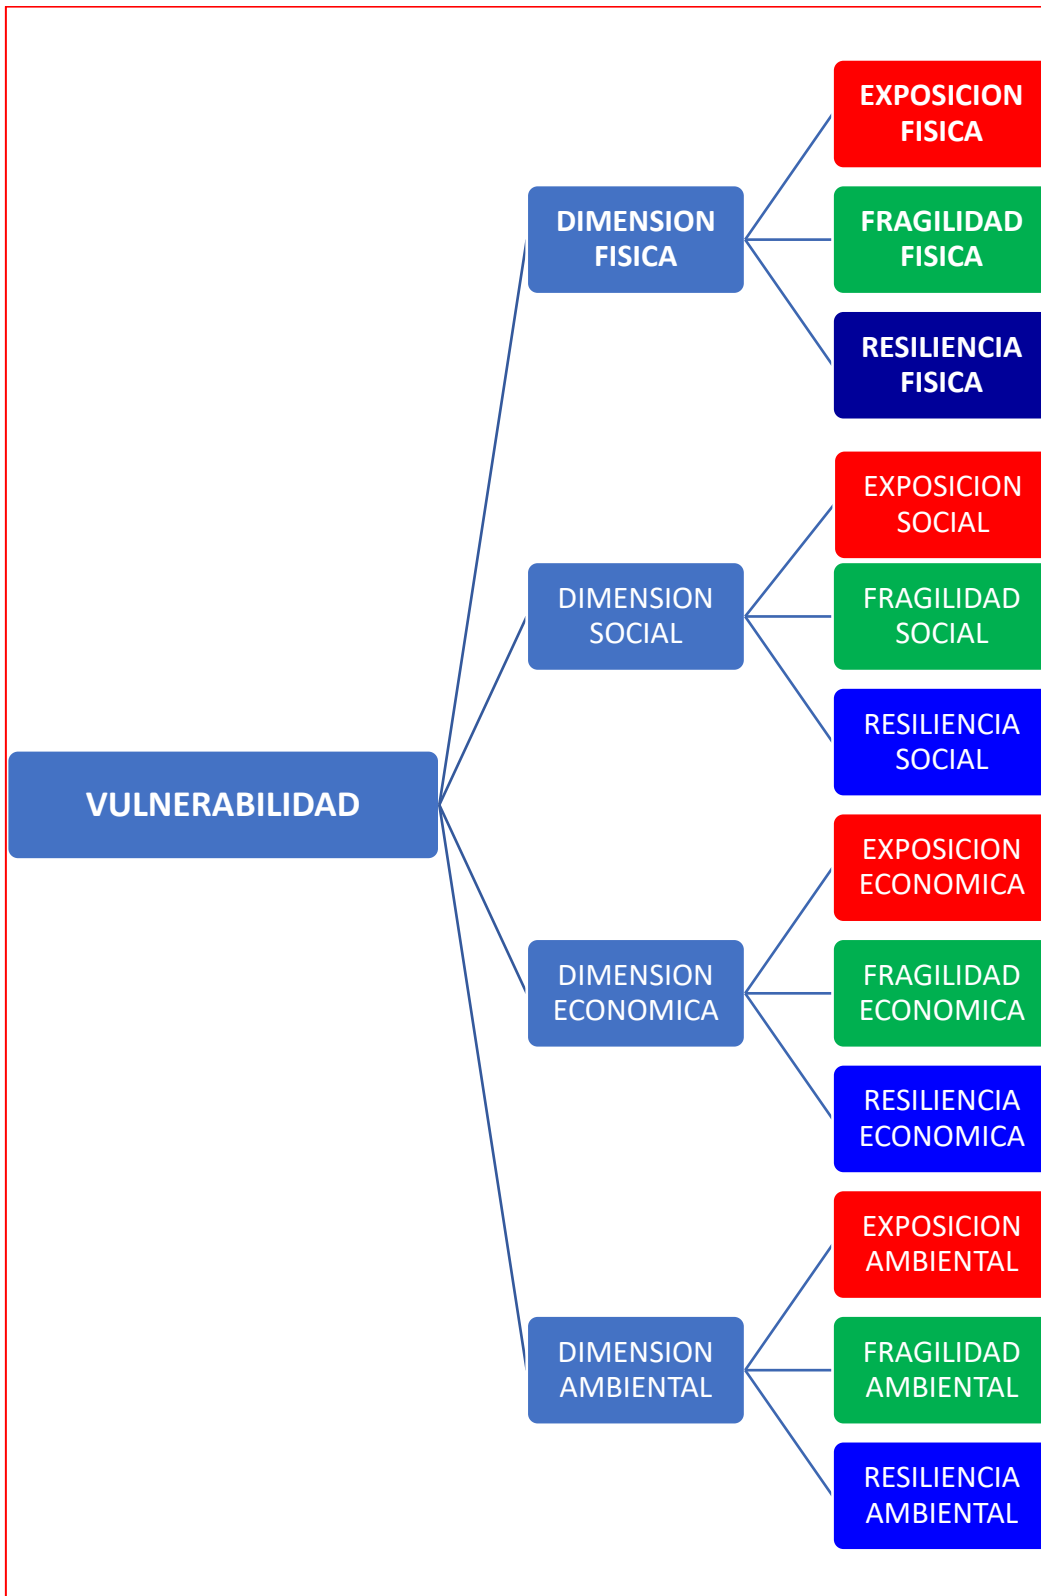 EXPOSICION
FISICA
DIMENSION
FISICA
FRAGILIDAD
FISICA
RESILIENCIA
FISICA
EXPOSICION
SOCIAL
DIMENSION
SOCIAL
FRAGILIDAD
SOCIAL
RESILIENCIA
SOCIAL
VULNERABILIDAD
EXPOSICION
ECONOMICA
DIMENSION
ECONOMICA
FRAGILIDAD
ECONOMICA
RESILIENCIA
ECONOMICA
EXPOSICION
AMBIENTAL
DIMENSION
AMBIENTAL
FRAGILIDAD
AMBIENTAL
RESILIENCIA
AMBIENTAL